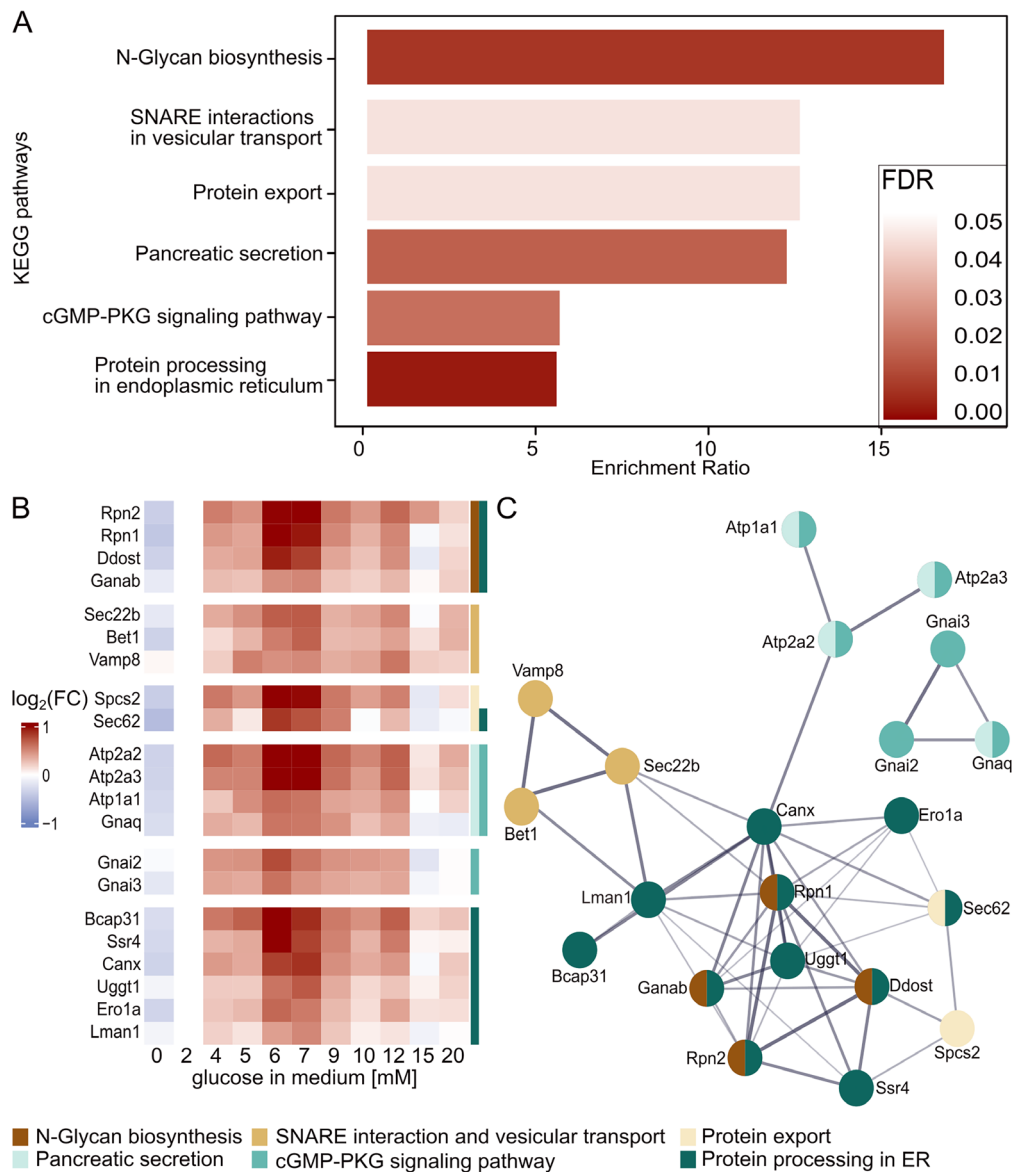 A
KEGG pathways
N-Glycan biosynthesis
SNARE interactions
in vesicular transport
Protein export
Pancreatic secretion
cGMP-PKG signaling pathway
Protein processing
in endoplasmic reticulum
FDR
0.05
0.04
0.03
0.02
0.01
0.00
0 5 10 15
Enrichment Ratio
B
log2(FC)
1
0
−1
Rpn2
Rpn1
Ddost
Ganab
Sec22b
Bet1
Vamp8
Spcs2
Sec62
Atp2a2
Atp2a3
Atp1a1
Gnaq
Gnai2
Gnai3
Bcap31
Ssr4
Canx
Uggt1
Ero1a
Lman1
0 2 4 5 6 7 9 10 12 15 20
glucose in medium [mM]
C
Atp1a1
Atp2a3
Atp2a2
Gnai3
Gnai2
Gnaq
Vamp8
Sec22b
Bet1
Canx
Ero1a
Lman1
Rpn1
Sec62
Bcap31
Uggt1
Ganab
Ddost
Spcs2
Rpn2
Ssr4
N-Glycan biosynthesis
SNARE interaction and vesicular transport
Protein export
Pancreatic secretion
cGMP-PKG signaling pathway
Protein processing in ER